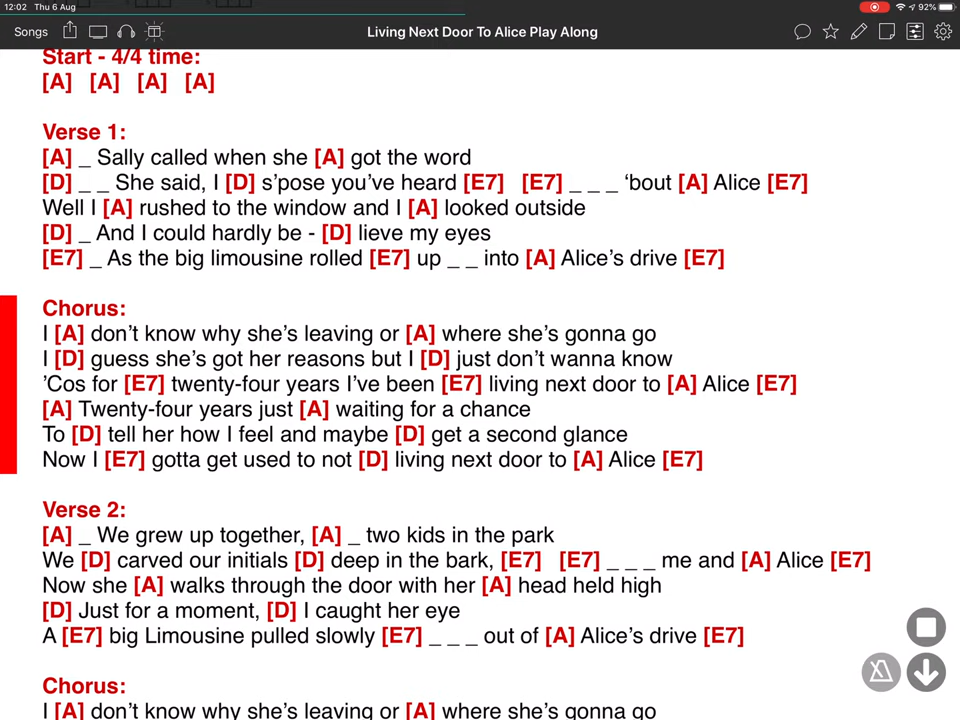 12:02 Thu 6 Aug 92%
Songs Living Next Door To Alice Play Along
Start - 4/4 time:
[A] [A] [A] [A]
Verse 1:
[A] _ Sally called when she [A] got the word
[D] _ _ She said, I [D] s’pose you’ve heard [E7] [E7] _ _ _ ‘bout [A] Alice [E7]
Well I [A] rushed to the window and I [A] looked outside
[D] _ And I could hardly be - [D] lieve my eyes
[E7] _ As the big limousine rolled [E7] up _ _ into [A] Alice’s drive [E7]
Chorus:
I [A] don’t know why she’s leaving or [A] where she’s gonna go
I [D] guess she’s got her reasons but I [D] just don’t wanna know
’Cos for [E7] twenty-four years I’ve been [E7] living next door to [A] Alice [E7]
[A] Twenty-four years just [A] waiting for a chance
To [D] tell her how I feel and maybe [D] get a second glance
Now I [E7] gotta get used to not [D] living next door to [A] Alice [E7]
Verse 2:
[A] _ We grew up together, [A] _ two kids in the park
We [D] carved our initials [D] deep in the bark, [E7] [E7] _ _ _ me and [A] Alice [E7]
Now she [A] walks through the door with her [A] head held high
[D] Just for a moment, [D] I caught her eye
A [E7] big Limousine pulled slowly [E7] _ _ _ out of [A] Alice’s drive [E7]
Chorus:
I [A] don’t know why she’s leaving or [A] where she’s gonna go